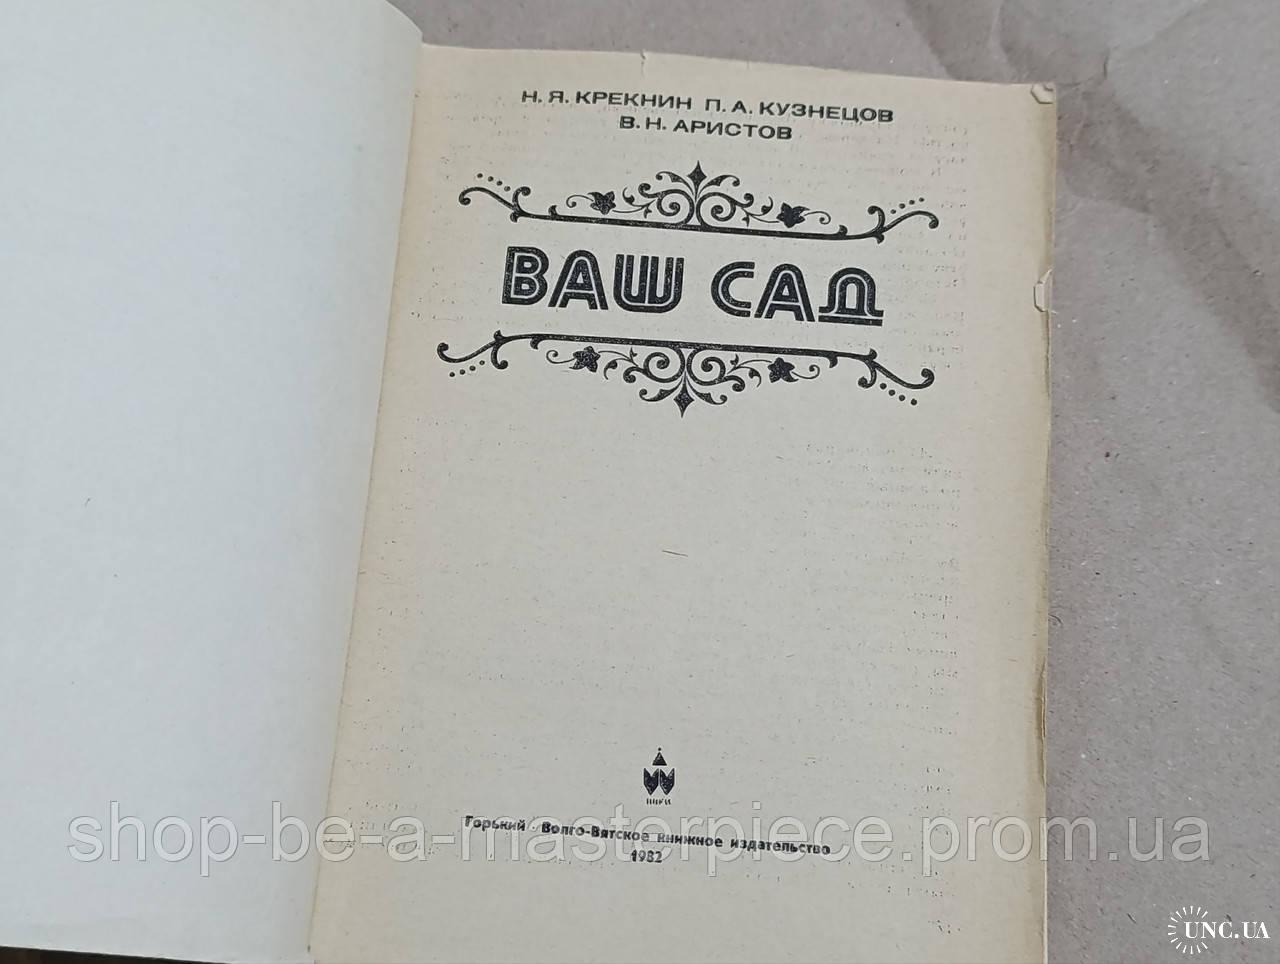 Н. Я. КРЕКНИН П. А. КУЗНЕЦОВ
В. Н. АРИСТОВ
ВАШ САД
Горький · Волго-Вятское книжное издательство
1982
shop-be-a-masterpiece.prom.ua
UNC.UA